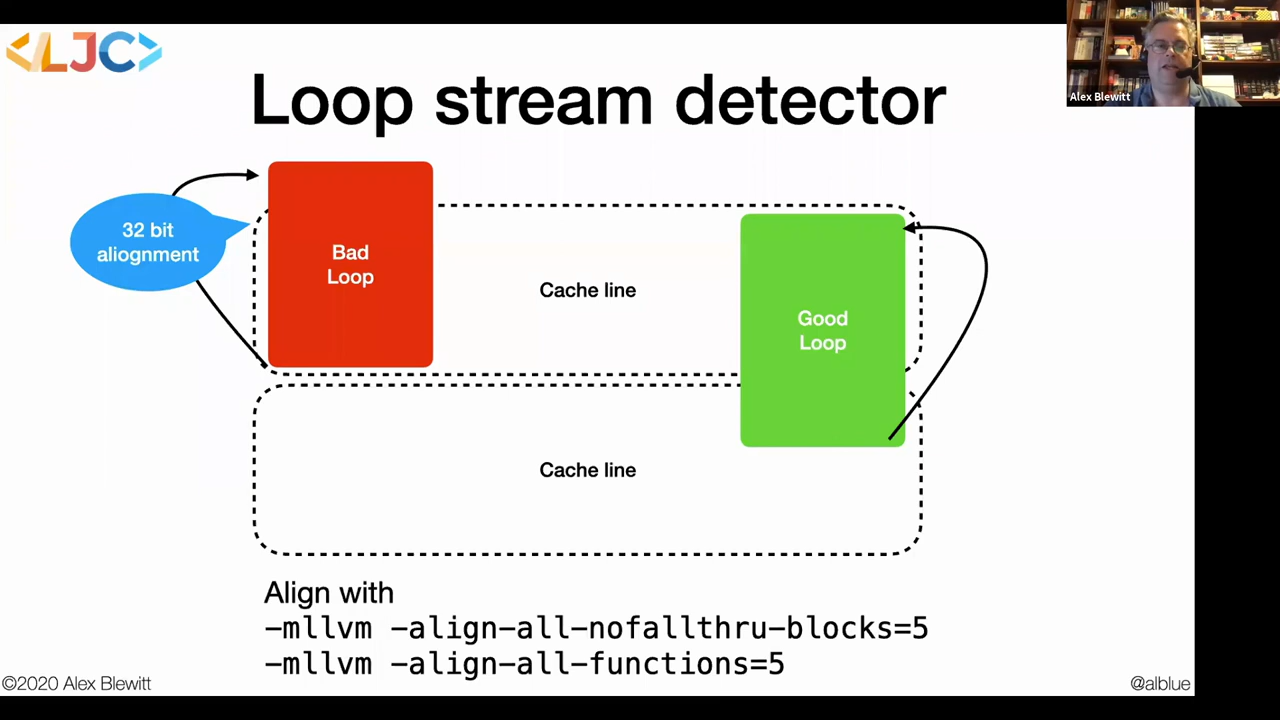 <LJC>
Alex Blewitt
Loop stream detector
32 bit
aliognment
Bad
Loop
Cache line
Good
Loop
Cache line
Align with
-mllvm -align-all-nofallthru-blocks=5
-mllvm -align-all-functions=5
©2020 Alex Blewitt
@alblue